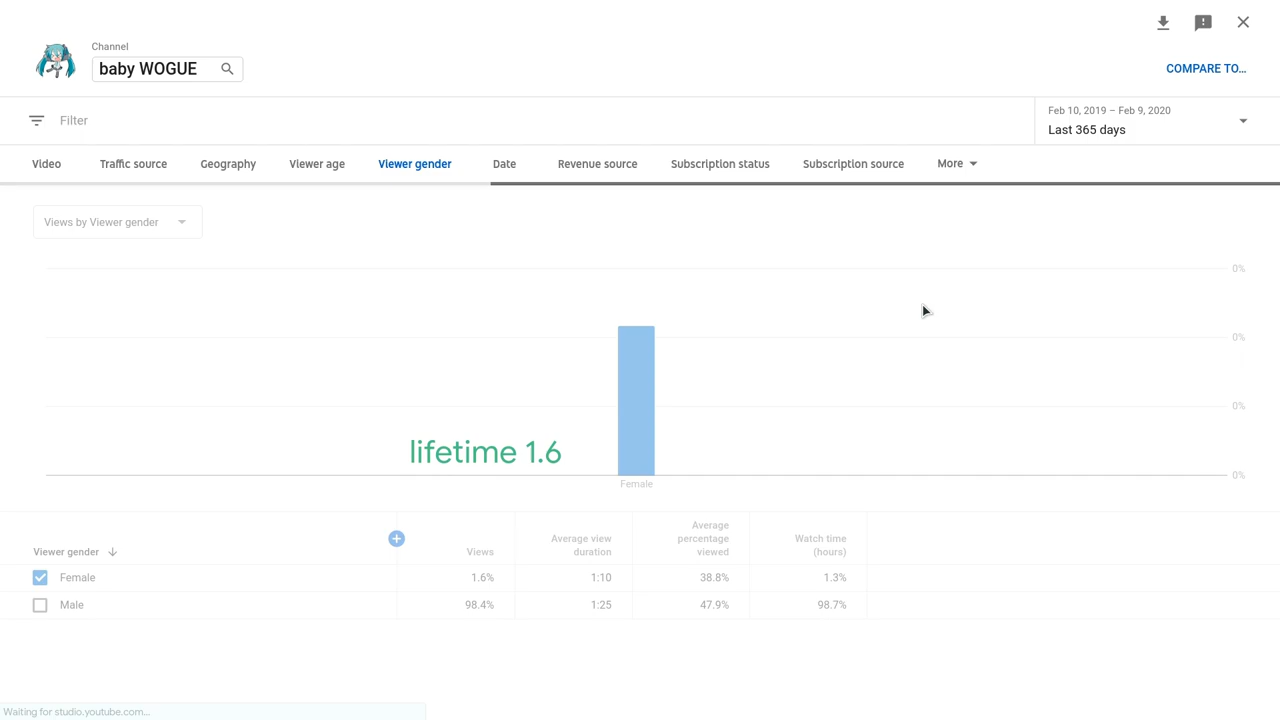 Channel
baby WOGUE
COMPARE TO...
Filter
Feb 10, 2019 – Feb 9, 2020
Last 365 days
Video Traffic source Geography Viewer age Viewer gender Date Revenue source Subscription status Subscription source More
Views by Viewer gender
0%
0%
0%
lifetime 1.6
0%
Female
Viewer gender Views Average view duration Average percentage viewed Watch time (hours)
Female 1.6% 1:10 38.8% 1.3%
Male 98.4% 1:25 47.9% 98.7%
Waiting for studio.youtube.com...